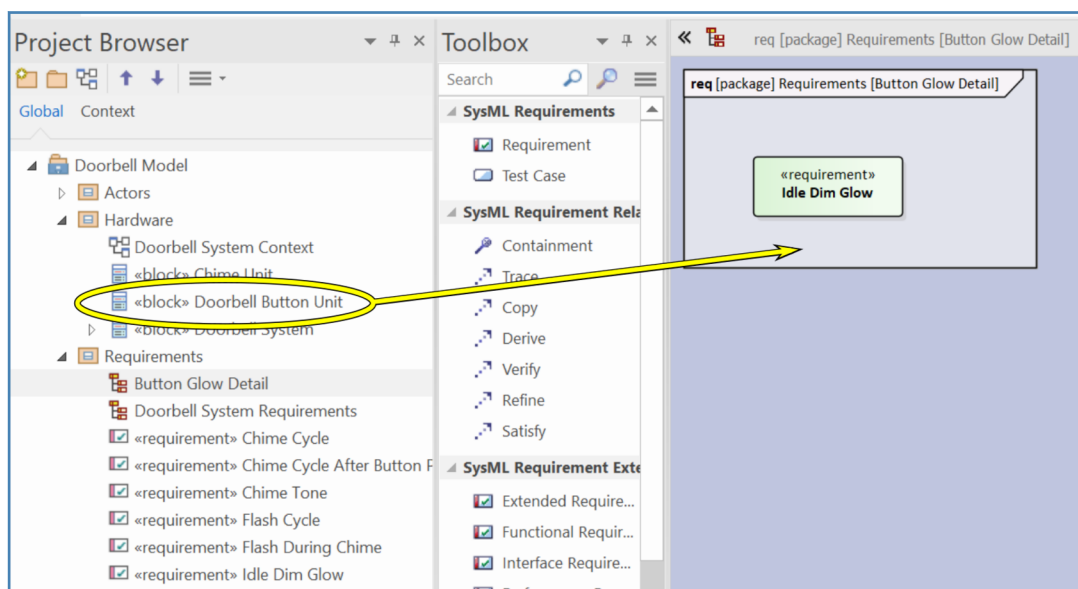 Project Browser
Global Context
Doorbell Model
Actors
Hardware
Doorbell System Context
«block» Chime Unit
«block» Doorbell Button Unit
«block» Doorbell System
Requirements
Button Glow Detail
Doorbell System Requirements
«requirement» Chime Cycle
«requirement» Chime Cycle After Button
«requirement» Chime Tone
«requirement» Flash Cycle
«requirement» Flash During Chime
«requirement» Idle Dim Glow
Toolbox
Search
SysML Requirements
Requirement
Test Case
SysML Requirement Rela
Containment
Trace
Copy
Derive
Verify
Refine
Satisfy
SysML Requirement Exte
Extended Require...
Functional Requir...
Interface Require...
req [package] Requirements [Button Glow Detail]
req [package] Requirements [Button Glow Detail]
«requirement»
Idle Dim Glow